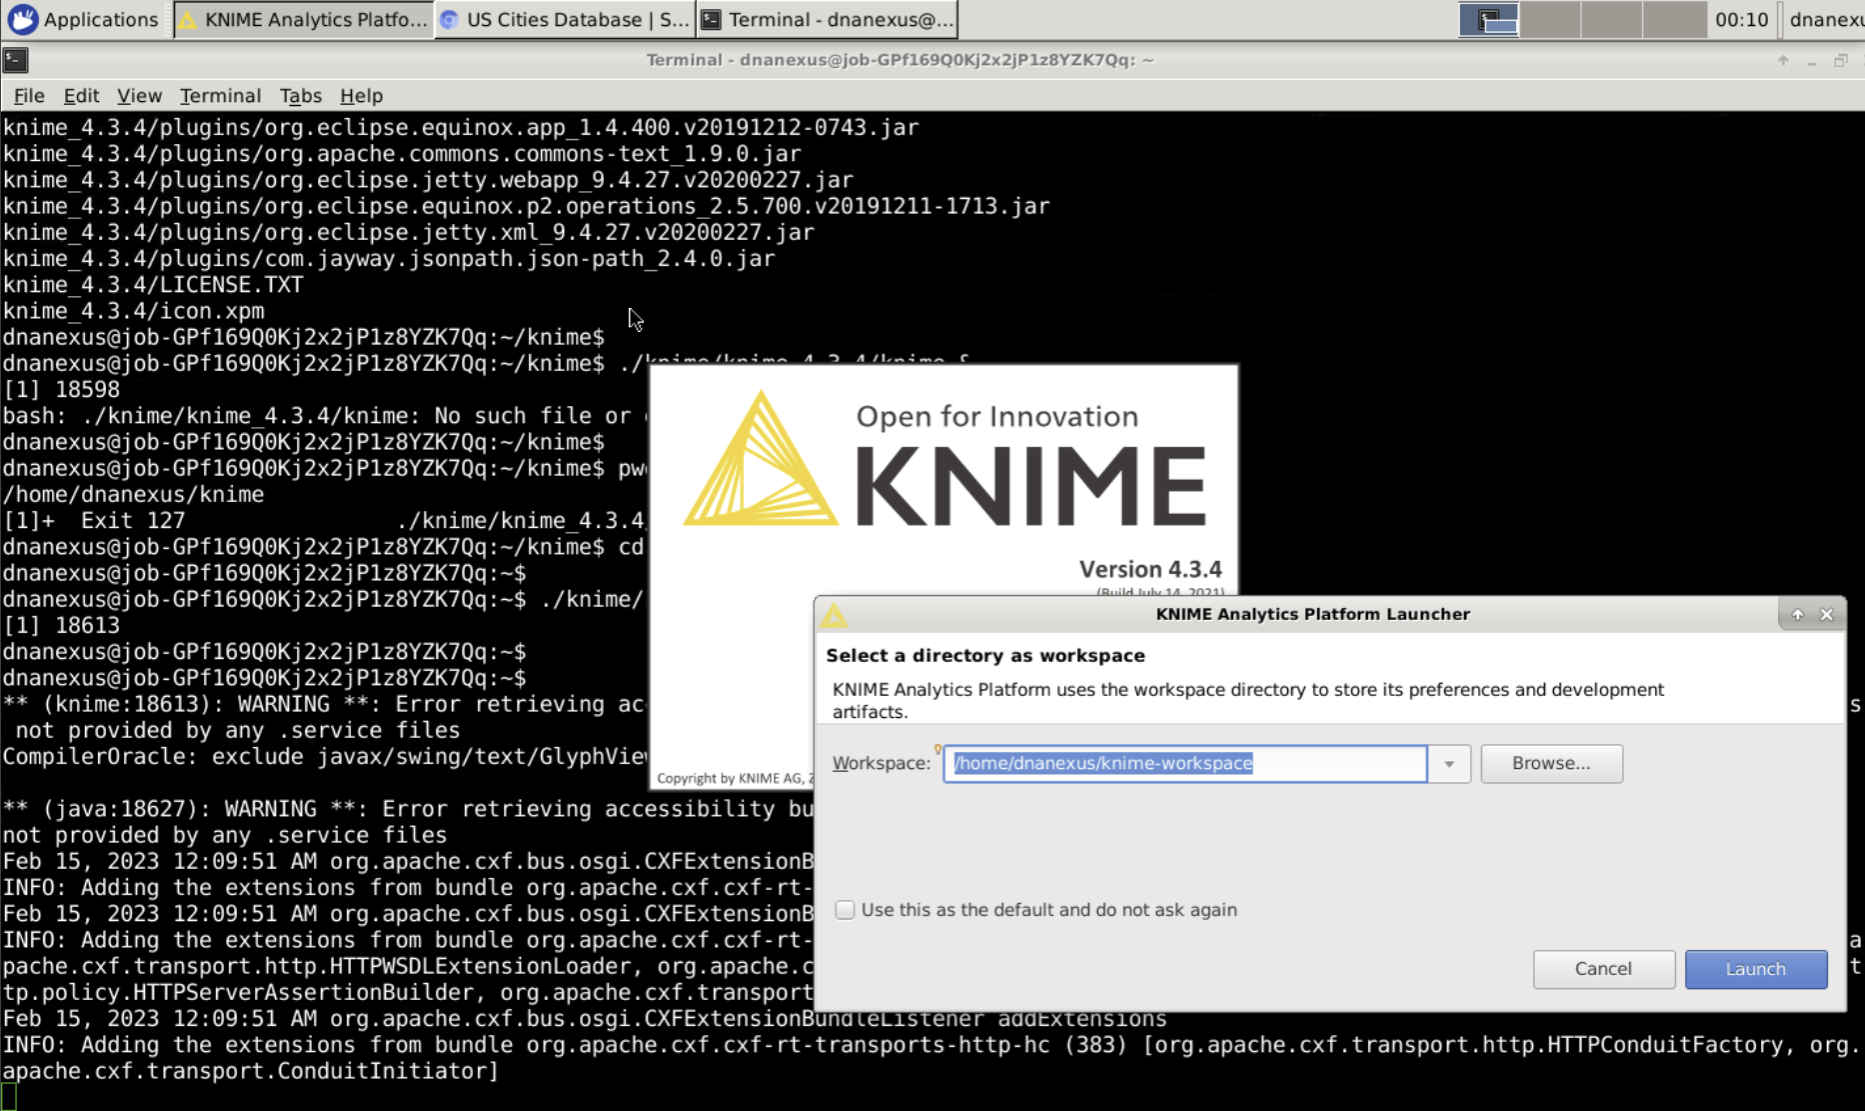 Applications
KNIME Analytics Platfo...
US Cities Database | S...
Terminal - dnanexus@...
00:10
dnanexu
Terminal - dnanexus@job-GPf169Q0Kj2x2jP1z8YZK7Qq: ~
File Edit View Terminal Tabs Help
knime_4.3.4/plugins/org.eclipse.equinox.app_1.4.400.v20191212-0743.jar
knime_4.3.4/plugins/org.apache.commons.commons-text_1.9.0.jar
knime_4.3.4/plugins/org.eclipse.jetty.webapp_9.4.27.v20200227.jar
knime_4.3.4/plugins/org.eclipse.equinox.p2.operations_2.5.700.v20191211-1713.jar
knime_4.3.4/plugins/org.eclipse.jetty.xml_9.4.27.v20200227.jar
knime_4.3.4/plugins/com.jayway.jsonpath.json-path_2.4.0.jar
knime_4.3.4/LICENSE.TXT
knime_4.3.4/icon.xpm
dnanexus@job-GPf169Q0Kj2x2jP1z8YZK7Qq:~/knime$
dnanexus@job-GPf169Q0Kj2x2jP1z8YZK7Qq:~/knime$ ./knime/knime_4.3.4/knime &
[1] 18598
bash: ./knime/knime_4.3.4/knime: No such file or
dnanexus@job-GPf169Q0Kj2x2jP1z8YZK7Qq:~/knime$
dnanexus@job-GPf169Q0Kj2x2jP1z8YZK7Qq:~/knime$ pwd
/home/dnanexus/knime
[1]+  Exit 127                ./knime/knime_4.3.4
dnanexus@job-GPf169Q0Kj2x2jP1z8YZK7Qq:~/knime$ cd
dnanexus@job-GPf169Q0Kj2x2jP1z8YZK7Qq:~$
dnanexus@job-GPf169Q0Kj2x2jP1z8YZK7Qq:~$ ./knime/
[1] 18613
dnanexus@job-GPf169Q0Kj2x2jP1z8YZK7Qq:~$
dnanexus@job-GPf169Q0Kj2x2jP1z8YZK7Qq:~$
** (knime:18613): WARNING **: Error retrieving ac s
not provided by any .service files
CompilerOracle: exclude javax/swing/text/GlyphView
** (java:18627): WARNING **: Error retrieving accessibility bu
not provided by any .service files
Feb 15, 2023 12:09:51 AM org.apache.cxf.bus.osgi.CXFExtensionB
INFO: Adding the extensions from bundle org.apache.cxf.cxf-rt-
Feb 15, 2023 12:09:51 AM org.apache.cxf.bus.osgi.CXFExtensionB
INFO: Adding the extensions from bundle org.apache.cxf.cxf-rt- a
pache.cxf.transport.http.HTTPWSDLExtensionLoader, org.apache.c t
tp.policy.HTTPServerAssertionBuilder, org.apache.cxf.transport
Feb 15, 2023 12:09:51 AM org.apache.cxf.bus.osgi.CXFExtensionBundleListener addExtensions
INFO: Adding the extensions from bundle org.apache.cxf.cxf-rt-transports-http-hc (383) [org.apache.cxf.transport.http.HTTPConduitFactory, org.
apache.cxf.transport.ConduitInitiator]
Open for Innovation
KNIME
Version 4.3.4
(Build July 14, 2021)
Copyright by KNIME AG, Z
KNIME Analytics Platform Launcher
Select a directory as workspace
KNIME Analytics Platform uses the workspace directory to store its preferences and development
artifacts.
Workspace: /home/dnanexus/knime-workspace Browse...
Use this as the default and do not ask again
Cancel Launch